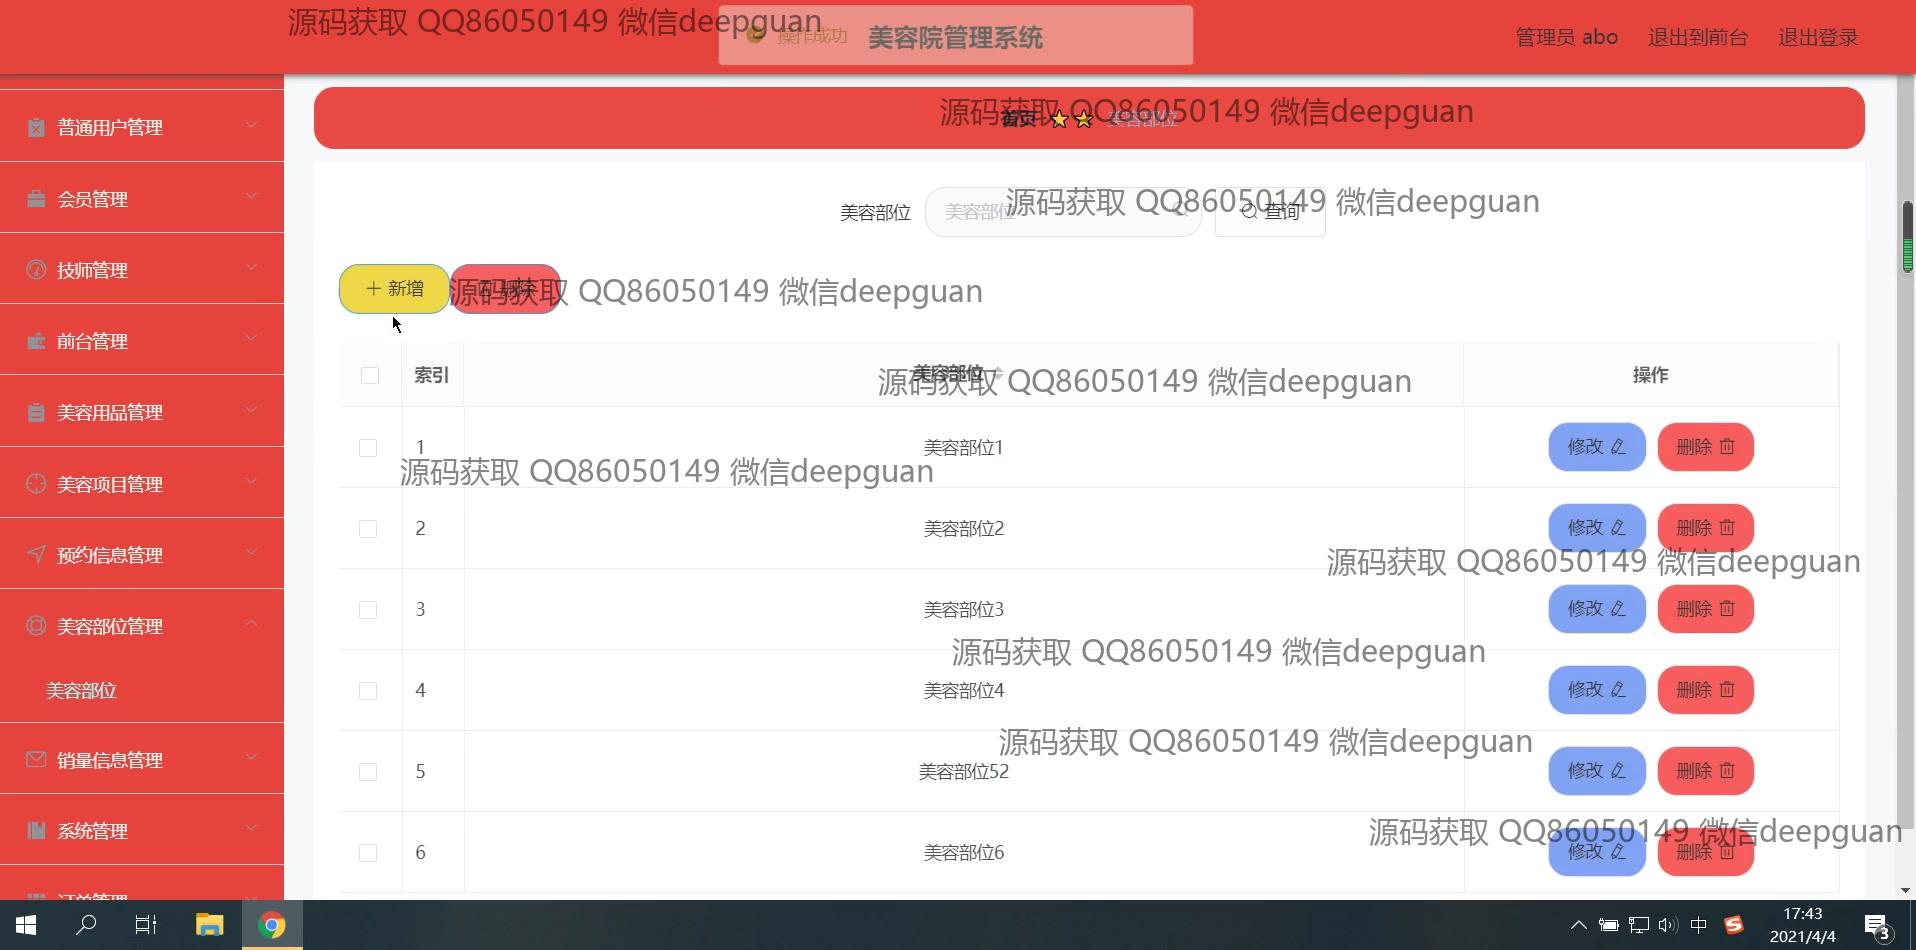 源码获取 QQ86050149 微信deepguan
操作成功
美容院管理系统
管理员 abo
退出到前台
退出登录
普通用户管理
会员管理
技师管理
前台管理
美容用品管理
美容项目管理
预约信息管理
美容部位管理
美容部位
销量信息管理
系统管理
订单管理
源码获取 QQ86050149 微信deepguan
首页
美容部位
美容部位
美容部位
查询
源码获取 QQ86050149 微信deepguan
新增
删除
源码获取 QQ86050149 微信deepguan
索引
美容部位
操作
源码获取 QQ86050149 微信deepguan
1
美容部位1
修改
删除
源码获取 QQ86050149 微信deepguan
2
美容部位2
修改
删除
源码获取 QQ86050149 微信deepguan
3
美容部位3
修改
删除
源码获取 QQ86050149 微信deepguan
4
美容部位4
修改
删除
源码获取 QQ86050149 微信deepguan
5
美容部位52
修改
删除
源码获取 QQ86050149 微信deepguan
6
美容部位6
修改
删除
中
17:43
2021/4/4
3